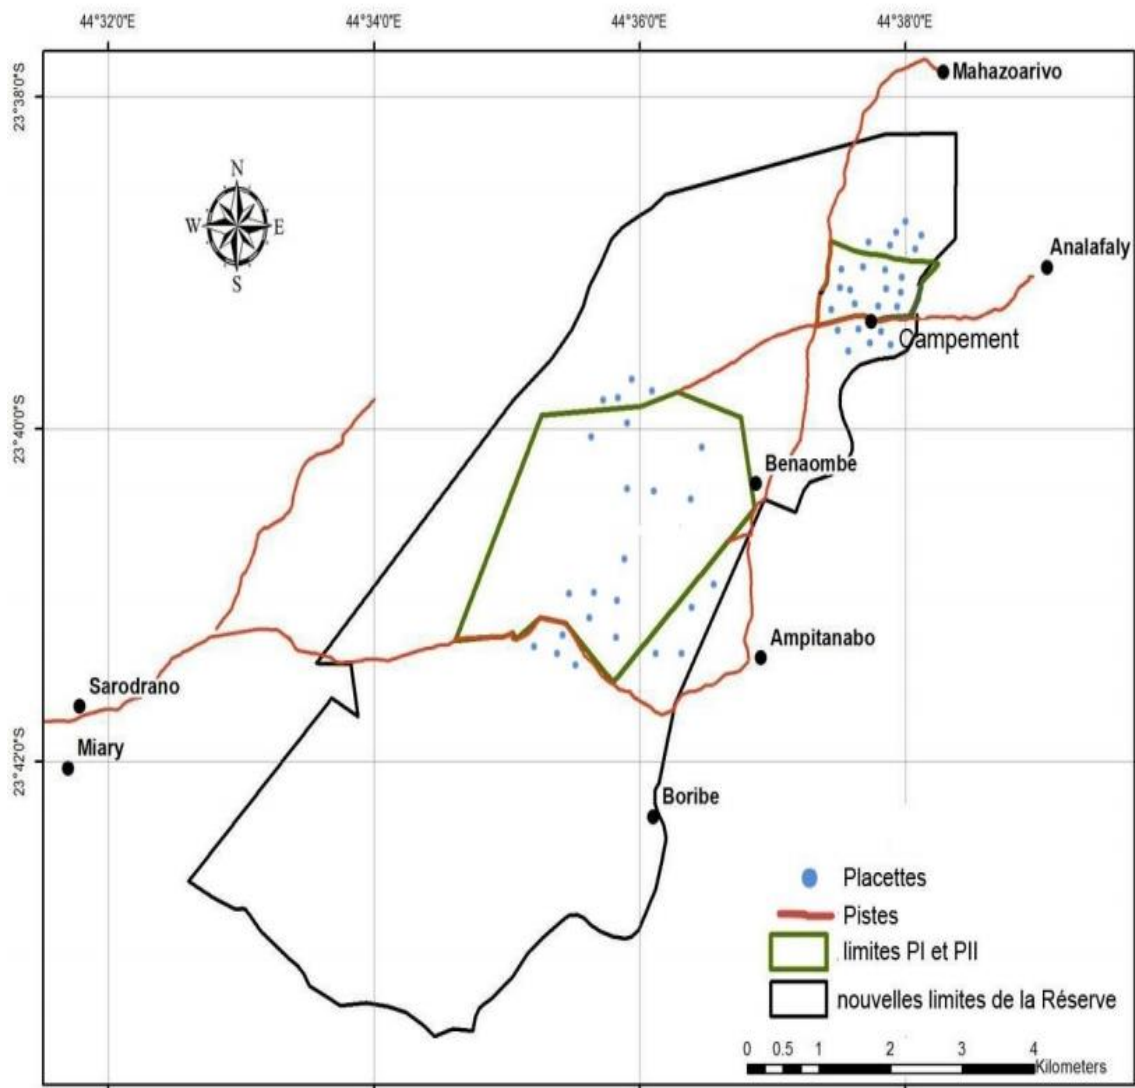 44°32'0"E
44°34'0"E
44°36'0"E
44°38'0"E
23°38'0"S
Mahazoarivo
N
W
E
S
Analafaly
Campement
23°40'0"S
Benaombe
Ampitanabo
Sarodrano
23°42'0"S
Miary
Boribe
Placettes
Pistes
limites PI et PII
nouvelles limites de la Réserve
0 0.5 1 2 3 4
Kilometers